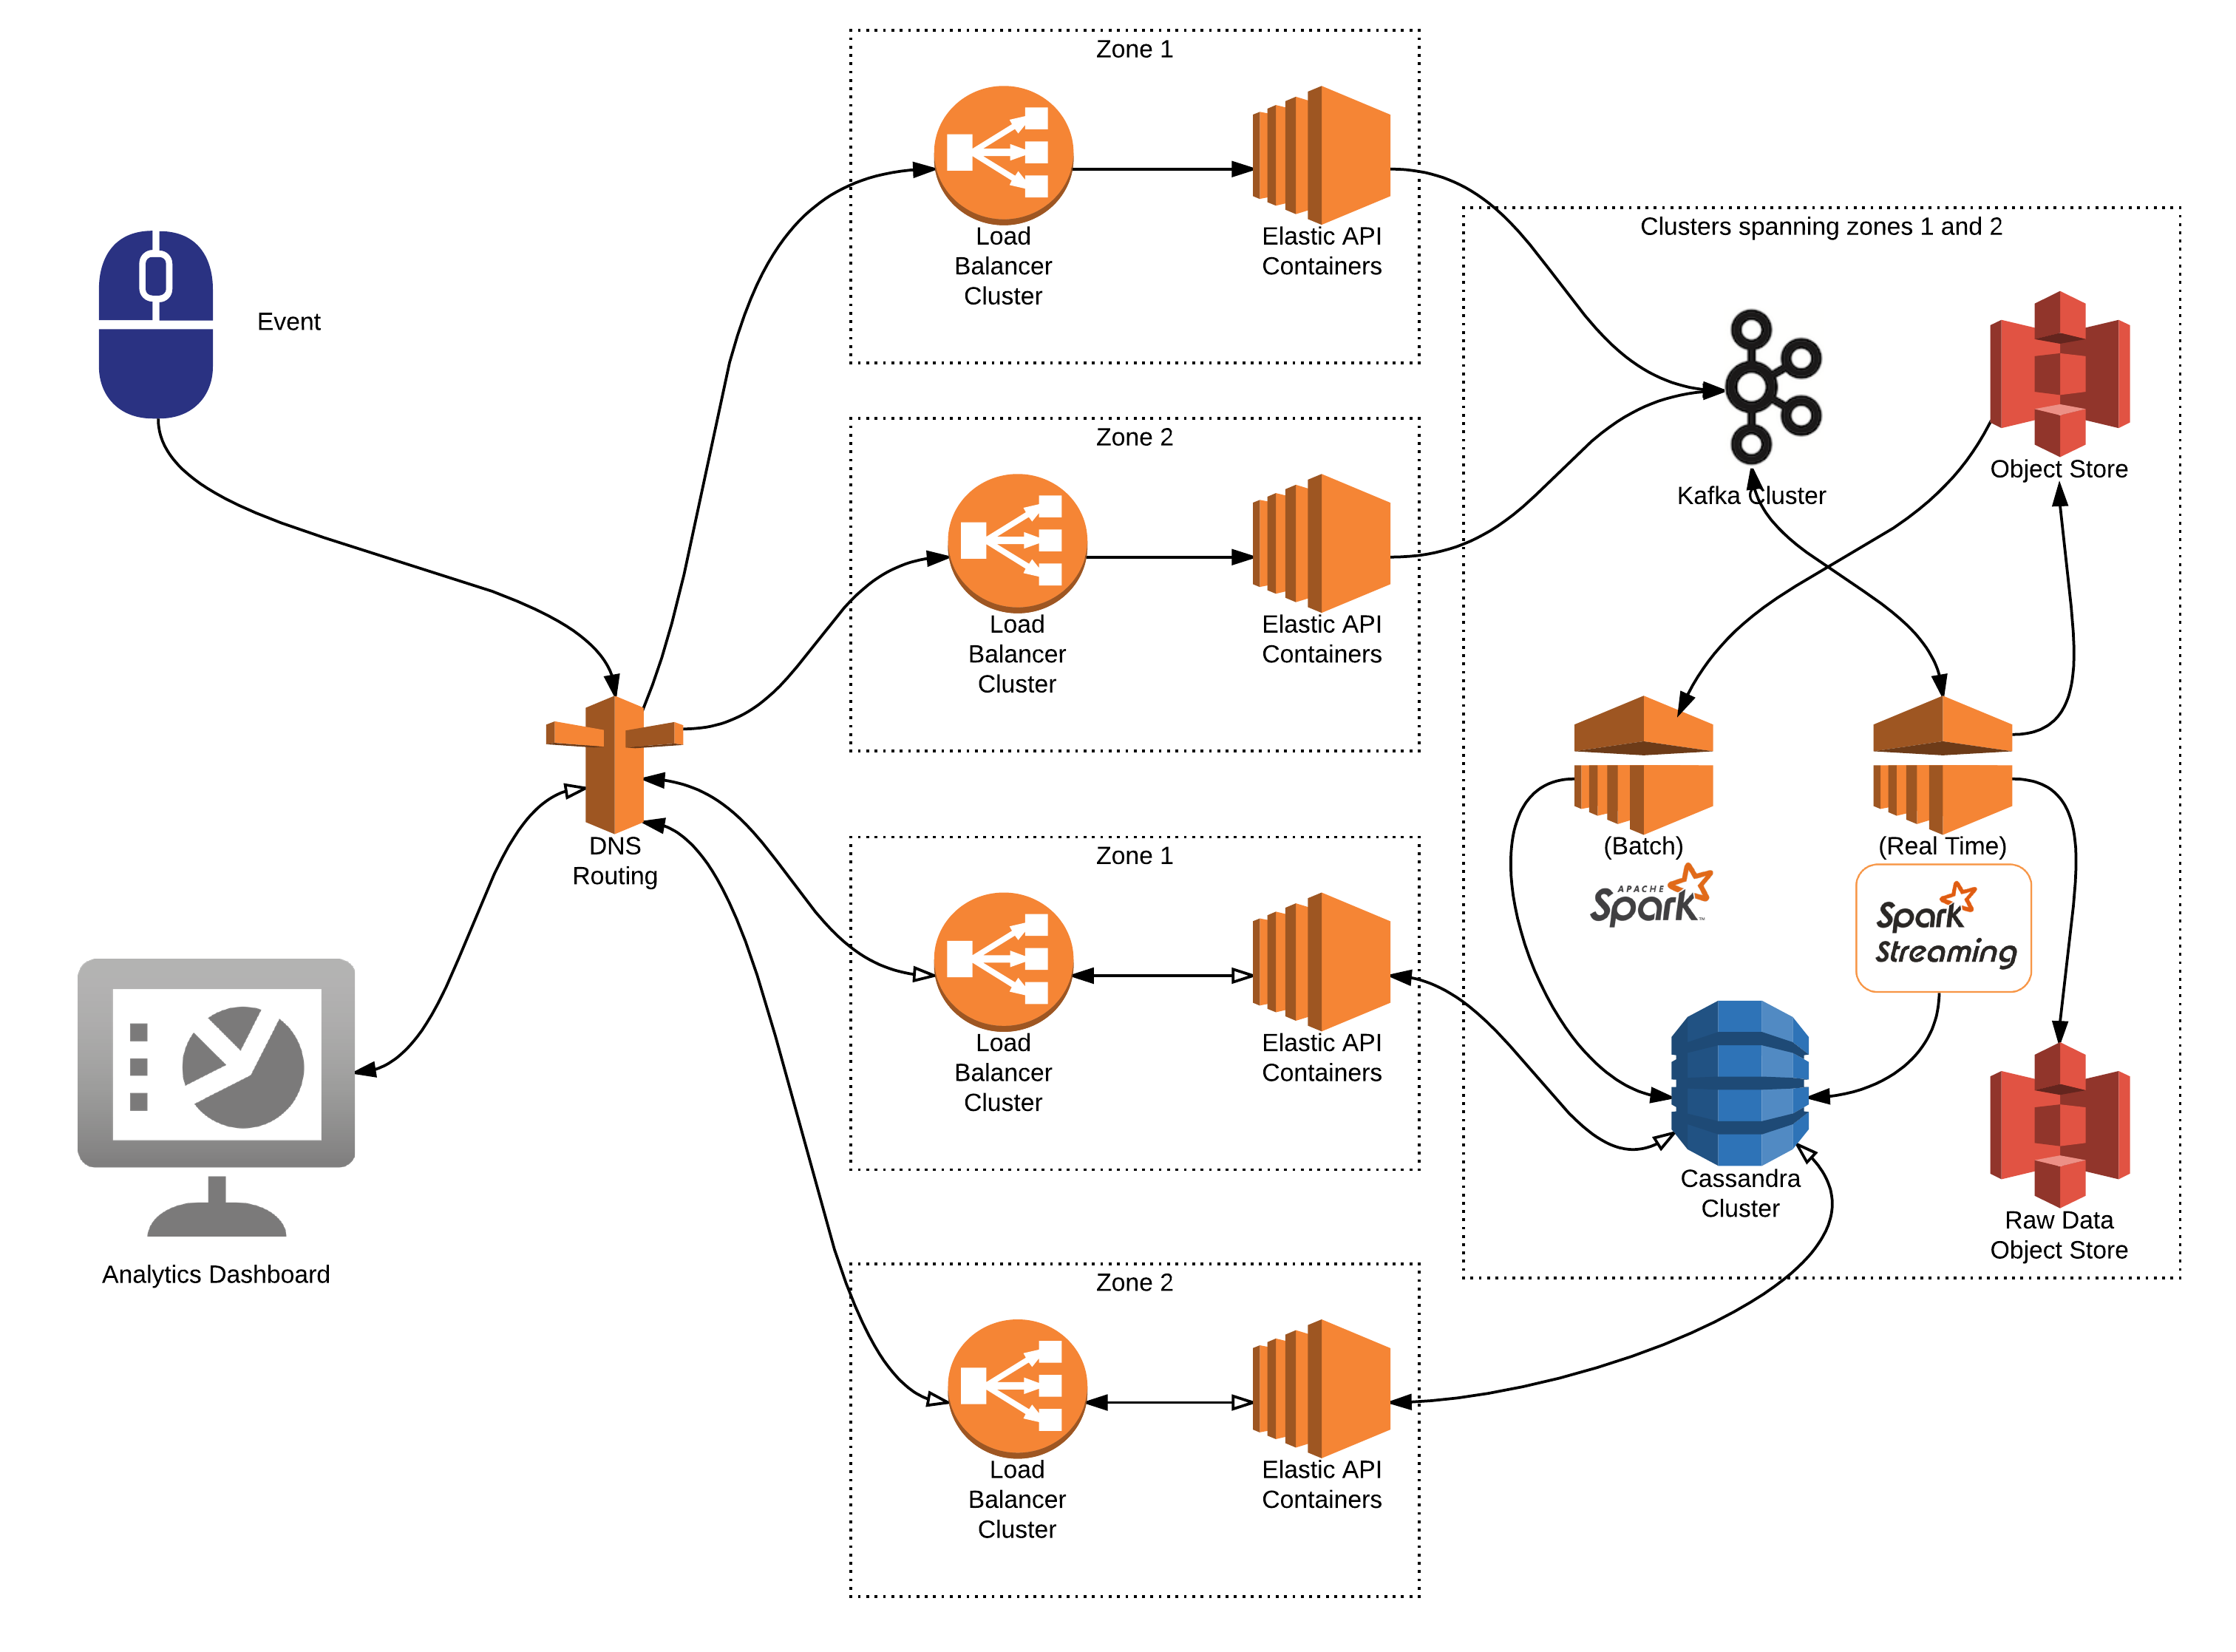 Zone 1
Load
Balancer
Cluster
Elastic API
Containers
Event
Zone 2
Load
Balancer
Cluster
Elastic API
Containers
DNS
Routing
Zone 1
Load
Balancer
Cluster
Elastic API
Containers
Analytics Dashboard
Zone 2
Load
Balancer
Cluster
Elastic API
Containers
Clusters spanning zones 1 and 2
Kafka Cluster
Object Store
(Batch)
APACHE
Spark
TM
(Real Time)
Spark
Streaming
Cassandra
Cluster
Raw Data
Object Store